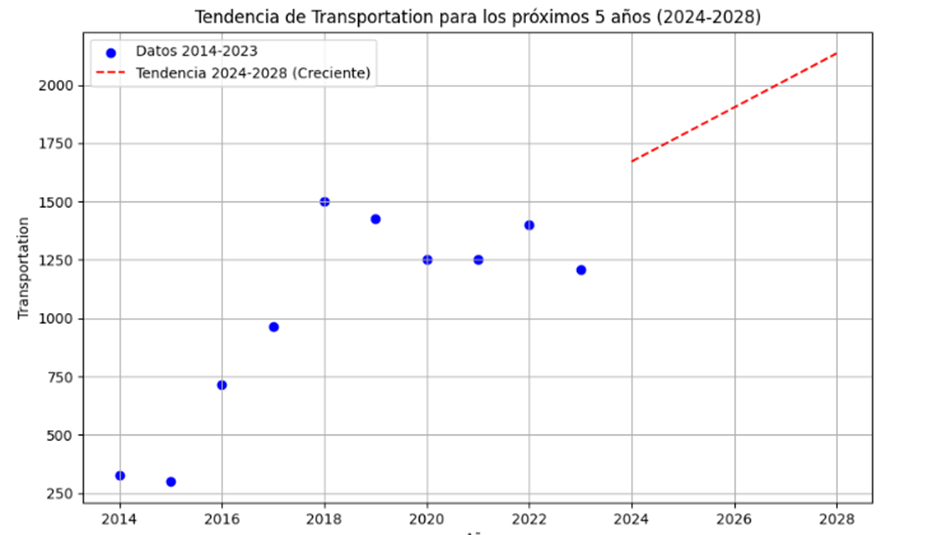 Tendencia de Transportation para los próximos 5 años (2024-2028)
Datos 2014-2023
Tendencia 2024-2028 (Creciente)
2000
1750
1500
1250
1000
750
500
250
Transportation
2014 2016 2018 2020 2022 2024 2026 2028